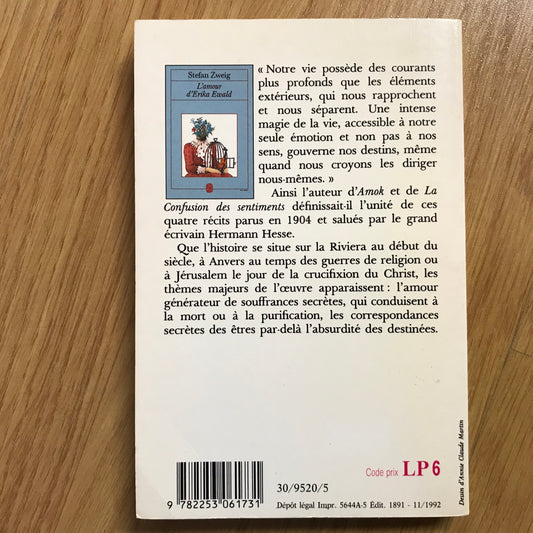 Stefan Zweig
L'amour
d'Erika Ewald
« Notre vie possède des courants
plus profonds que les éléments
extérieurs, qui nous rapprochent
et nous séparent. Une intense
magie de la vie, accessible à notre
seule émotion et non pas à nos
sens, gouverne nos destins, même
quand nous croyons les diriger
nous-mêmes. »
Ainsi l'auteur d'Amok et de La
Confusion des sentiments définissait-il l'unité de ces
quatre récits parus en 1904 et salués par le grand
écrivain Hermann Hesse.
Que l'histoire se situe sur la Riviera au début du
siècle, à Anvers au temps des guerres de religion ou
à Jérusalem le jour de la crucifixion du Christ, les
thèmes majeurs de l'œuvre apparaissent : l'amour
générateur de souffrances secrètes, qui conduisent à
la mort ou à la purification, les correspondances
secrètes des êtres par-delà l'absurdité des destinées.
Dessin d'Annie Claude Martin
Code prix LP 6
30/9520/5
9 782253 061731
Dépôt légal Impr. 5644A-5 Édit. 1891 - 11/1992